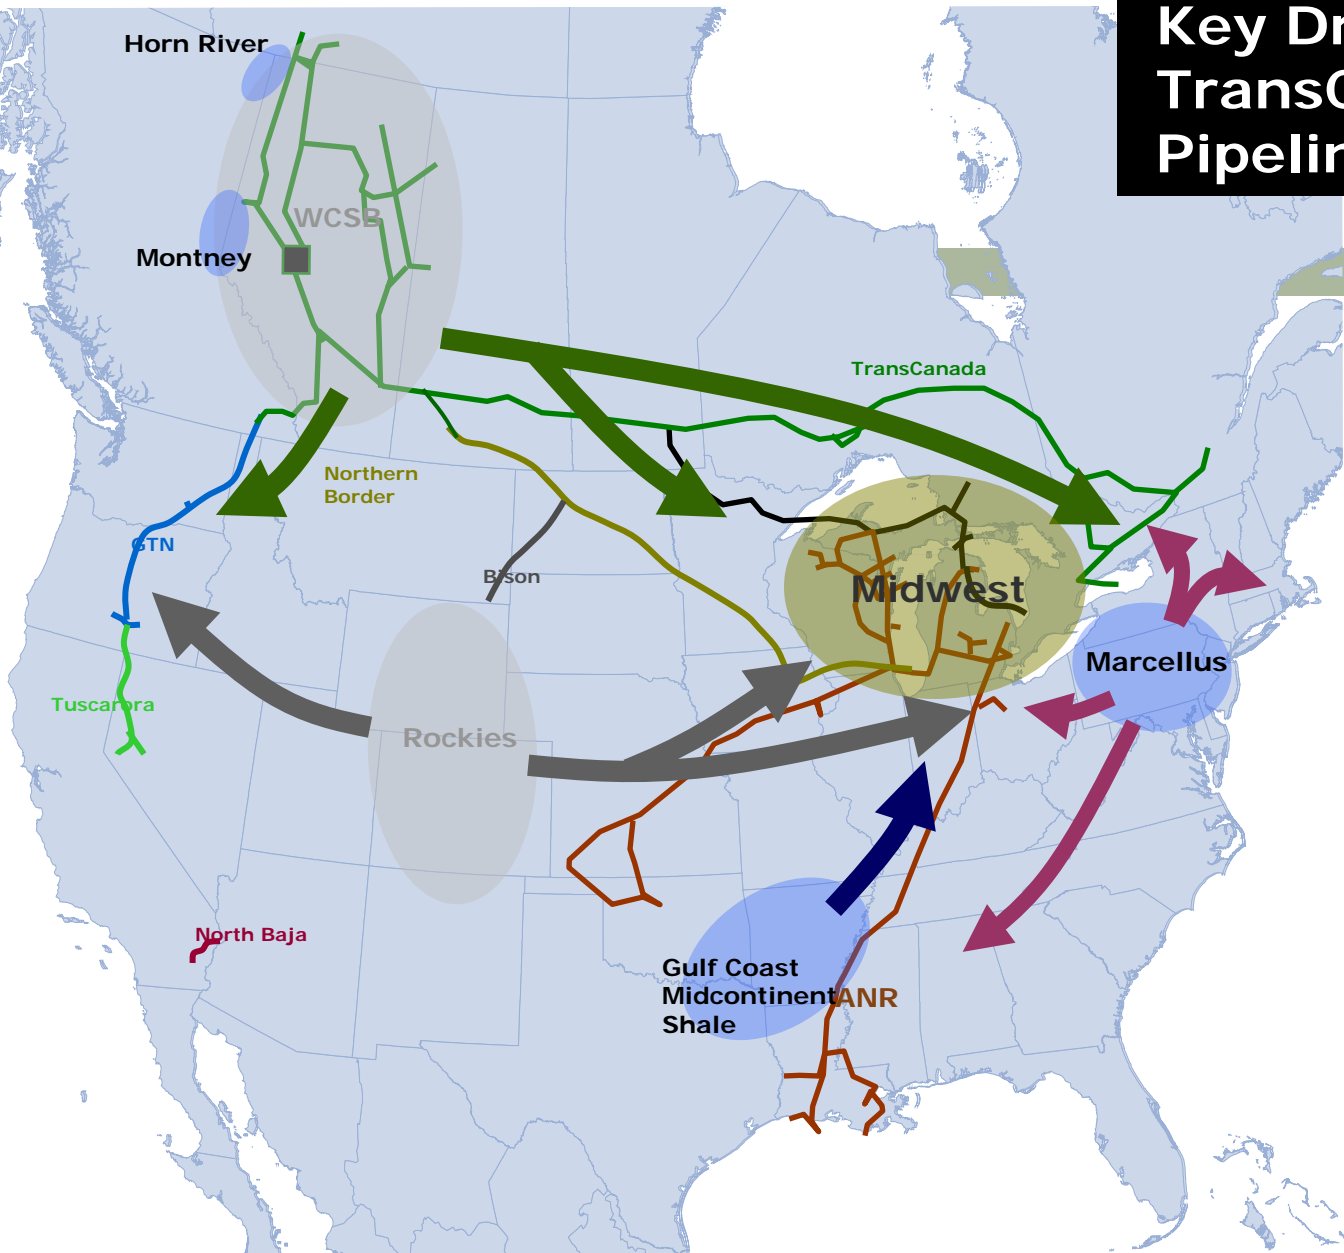 Key Dr
TransC
Pipelin
Horn River
WCSB
Montney
TransCanada
Northern
Border
GTN
Bison
Midwest
Marcellus
Tuscarora
Rockies
North Baja
Gulf Coast
Midcontinent
Shale
ANR